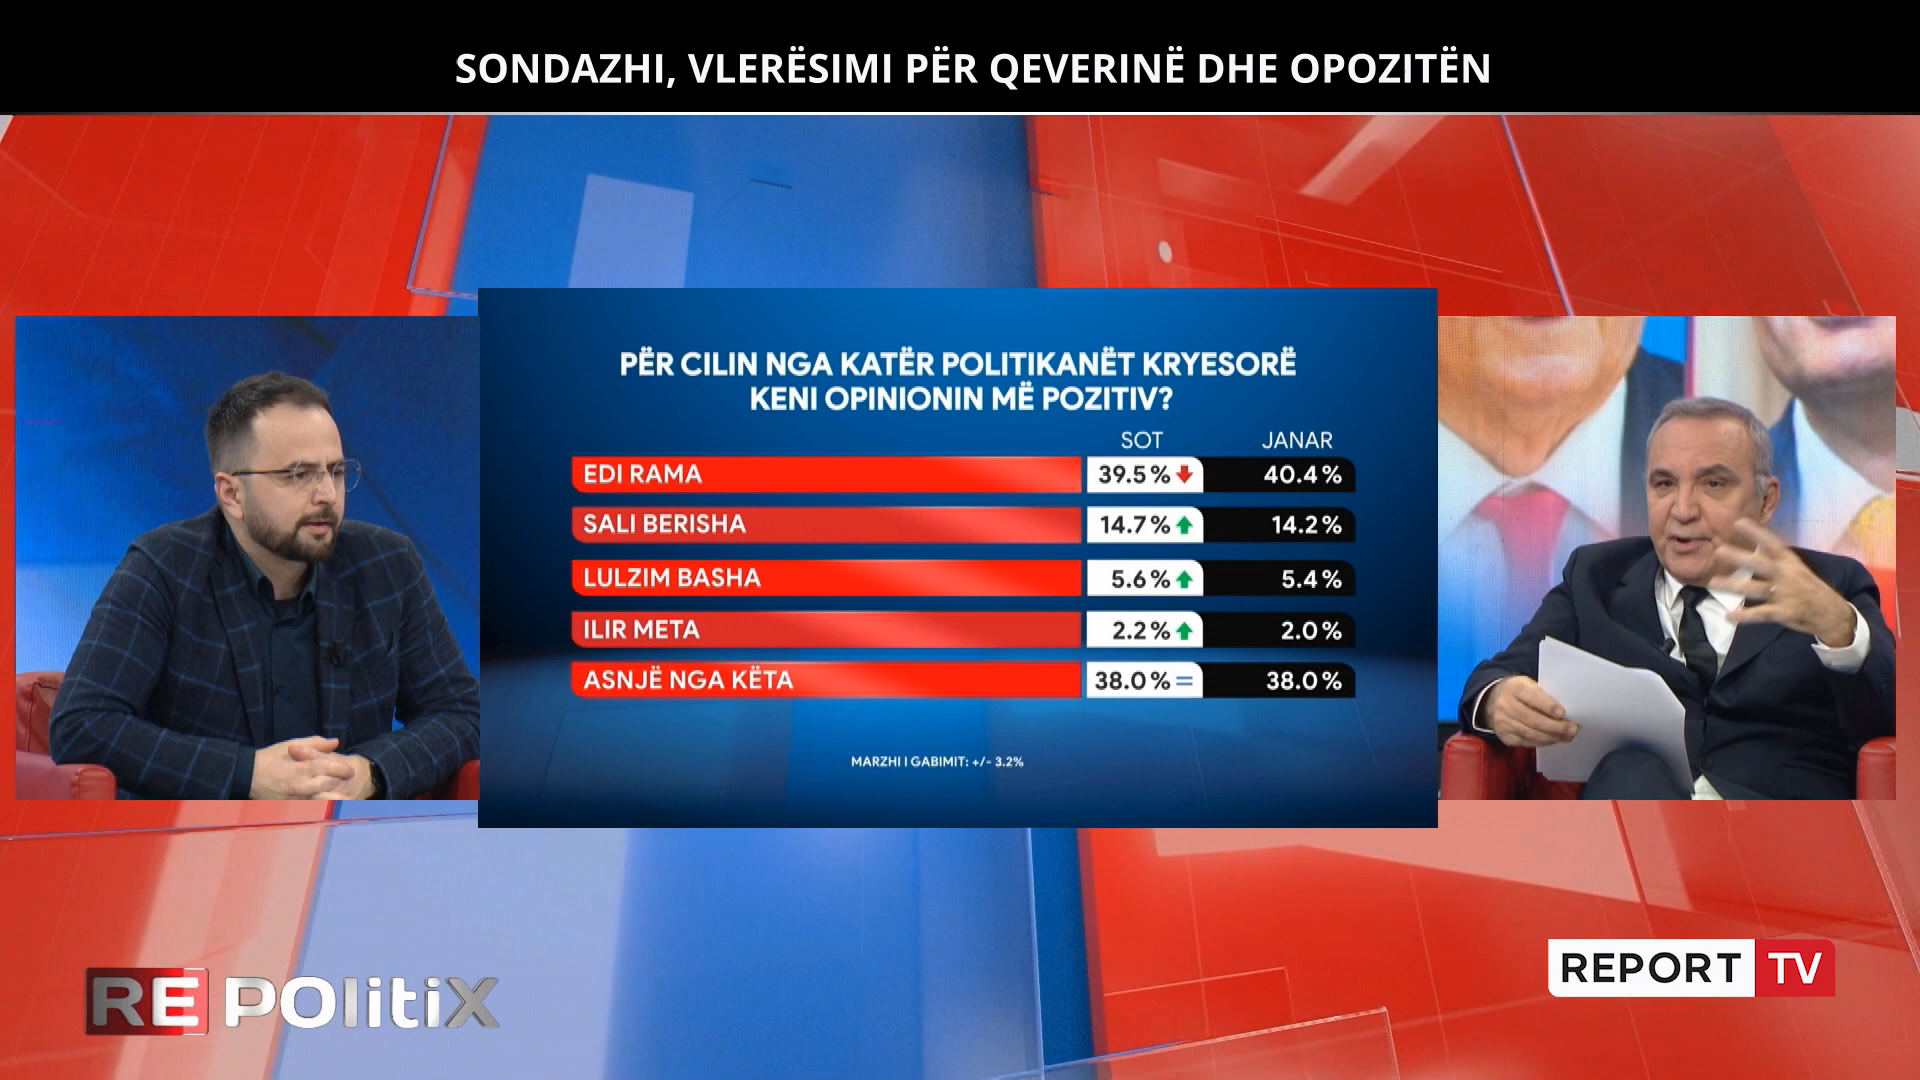 SONDAZHI, VLERËSIMI PËR QEVERINË DHE OPOZITËN
PËR CILIN NGA KATËR POLITIKANËT KRYESORË
KENI OPINIONIN MË POZITIV?
SOT JANAR
EDI RAMA 39.5% 40.4%
SALI BERISHA 14.7% 14.2%
LULZIM BASHA 5.6% 5.4%
ILIR META 2.2% 2.0%
ASNJË NGA KËTA 38.0% = 38.0%
MARZHI I GABIMIT: +/- 3.2%
RE POlitiX
REPORT TV